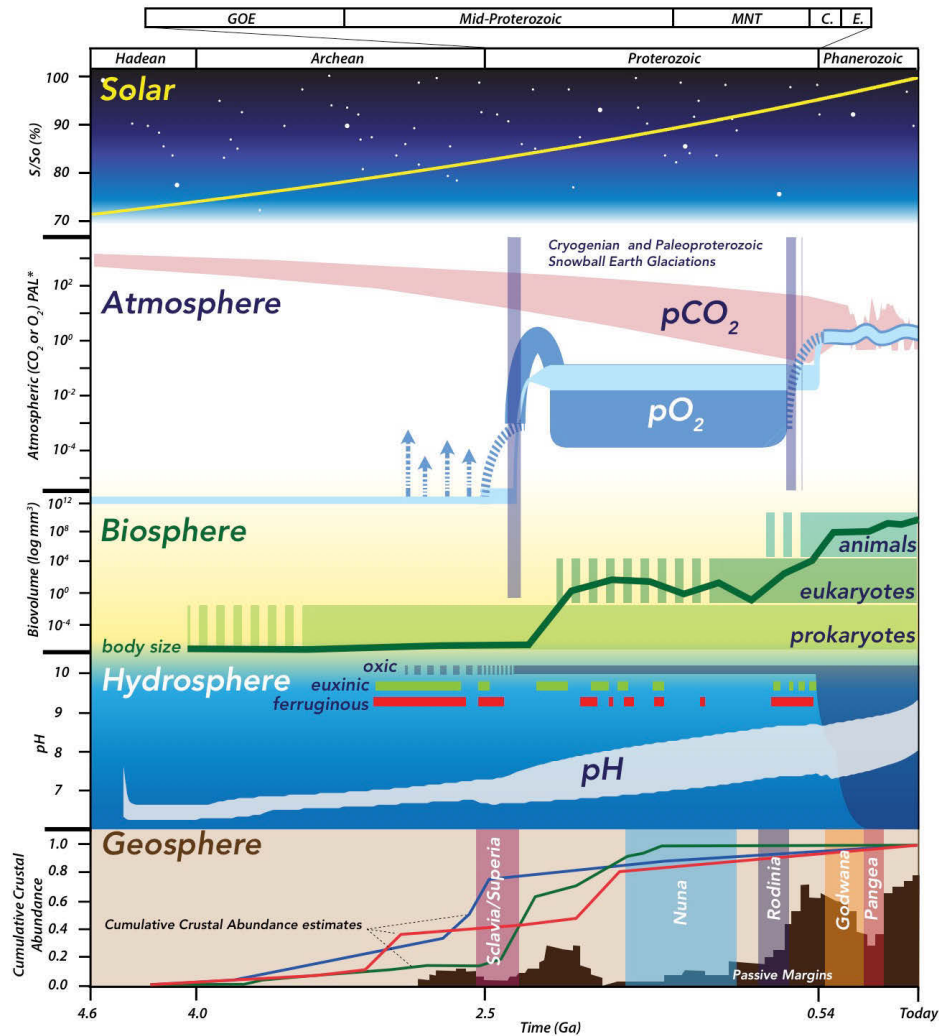 GOE Mid-Proterozoic MNT C. E.
Hadean Archean Proterozoic Phanerozoic
Solar
S/So (%)
100
90
80
70
Cryogenian and Paleoproterozoic
Snowball Earth Glaciations
Atmosphere
Atmospheric (CO2 or O2) PAL*
10^2
10^0
10^-2
10^-4
pCO2
pO2
Biosphere
Biovolume (log mm³)
10^12
10^8
10^4
10^0
10^-4
animals
eukaryotes
prokaryotes
body size
Hydrosphere
pH
10
9
8
7
oxic
euxinic
ferruginous
pH
Geosphere
Cumulative Crustal
Abundance
1.0
0.8
0.6
0.4
0.2
0.0
Cumulative Crustal Abundance estimates
Sclavia/Superia
Nuna
Rodinia
Godwana
Pangea
Passive Margins
4.6 4.0 2.5 0.54 Today
Time (Ga)